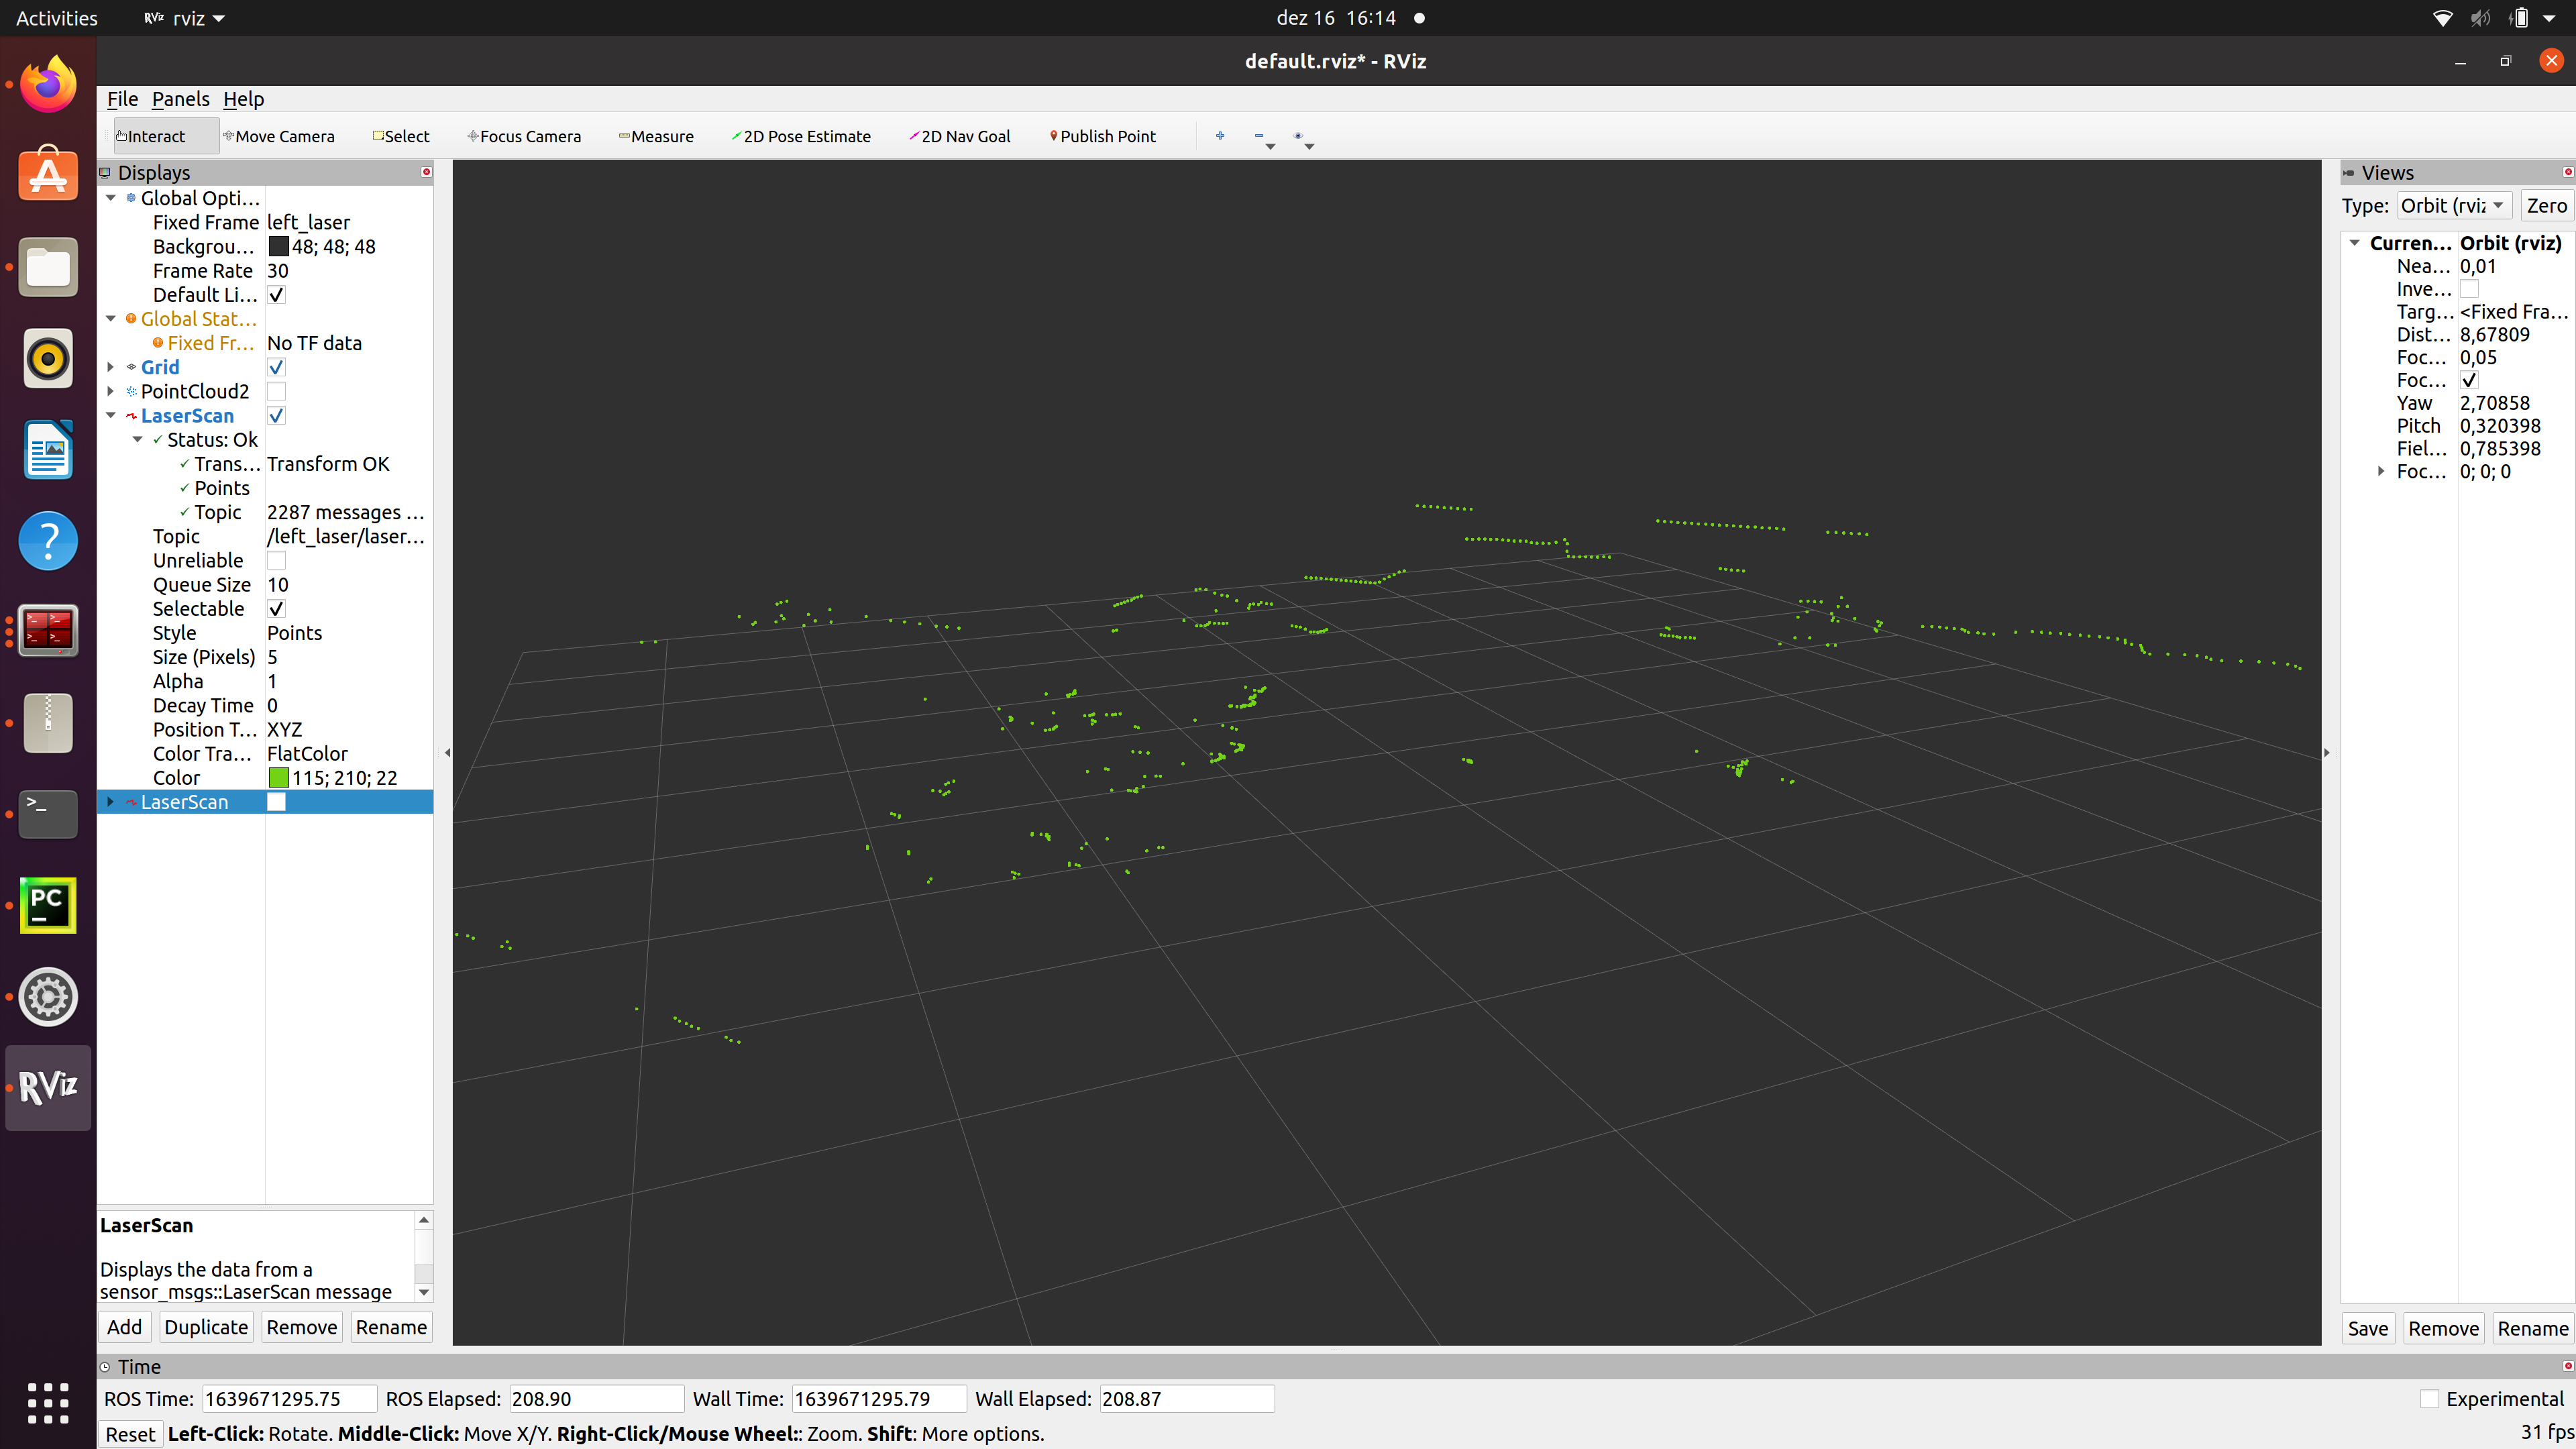 Activities
RViz rviz
dez 16 16:14
default.rviz* - RViz
File Panels Help
Interact Move Camera Select Focus Camera Measure 2D Pose Estimate 2D Nav Goal Publish Point
Displays
Global Opti...
Fixed Frame left_laser
Backgrou... 48; 48; 48
Frame Rate 30
Default Li...
Global Stat...
Fixed Fr... No TF data
Grid
PointCloud2
LaserScan
Status: Ok
Trans... Transform OK
Points
Topic 2287 messages ...
Topic /left_laser/laser...
Unreliable
Queue Size 10
Selectable
Style Points
Size (Pixels) 5
Alpha 1
Decay Time 0
Position T... XYZ
Color Tra... FlatColor
Color 115; 210; 22
LaserScan
LaserScan
Displays the data from a
sensor_msgs::LaserScan message
Add Duplicate Remove Rename
Views
Type: Orbit (rviz Zero
Curren... Orbit (rviz)
Nea... 0,01
Inve...
Targ... <Fixed Fra...
Dist... 8,67809
Foc... 0,05
Foc...
Yaw 2,70858
Pitch 0,320398
Fiel... 0,785398
Foc... 0; 0; 0
Save Remove Rename
Time
ROS Time: 1639671295.75 ROS Elapsed: 208.90 Wall Time: 1639671295.79 Wall Elapsed: 208.87 Experimental
Reset Left-Click: Rotate. Middle-Click: Move X/Y. Right-Click/Mouse Wheel:: Zoom. Shift: More options. 31 fps
PC
RViz